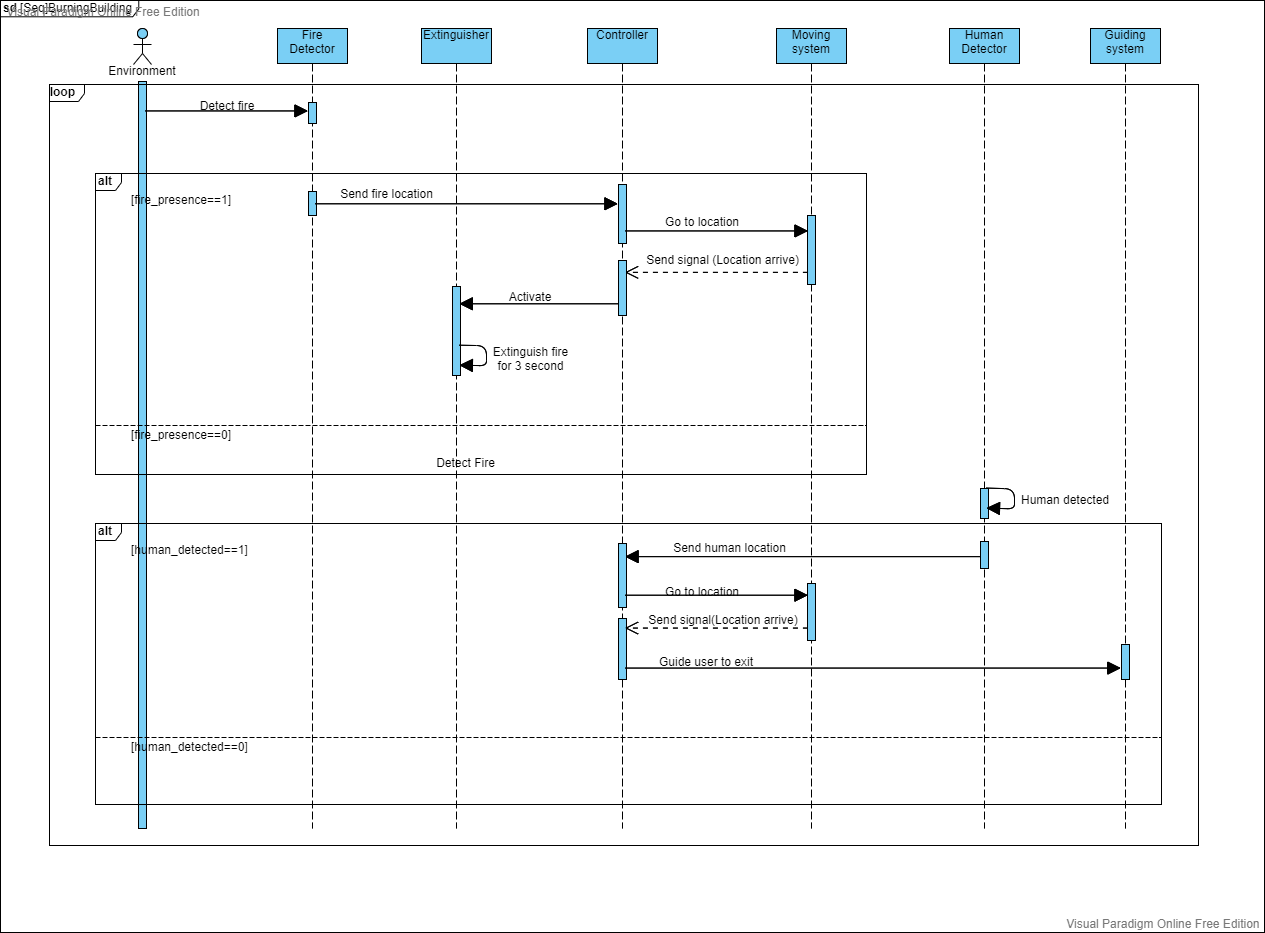 sd [Seq]BurningBuilding
Visual Paradigm Online Free Edition
Environment
Fire
Detector
Extinguisher
Controller
Moving
system
Human
Detector
Guiding
system
loop
Detect fire
alt
[fire_presence==1]
Send fire location
Go to location
Send signal (Location arrive)
Activate
Extinguish fire
for 3 second
[fire_presence==0]
Detect Fire
Human detected
alt
[human_detected==1]
Send human location
Go to location
Send signal(Location arrive)
Guide user to exit
[human_detected==0]
Visual Paradigm Online Free Edition